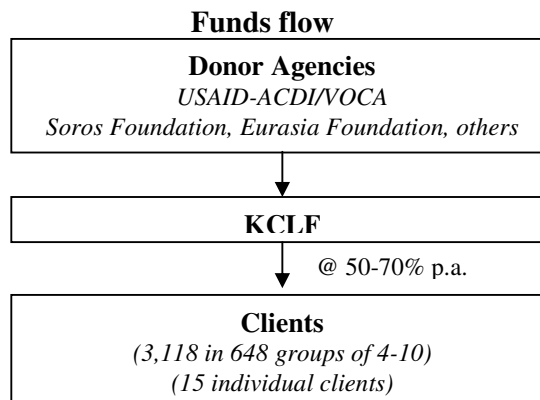 Funds flow
Donor Agencies
USAID-ACDI/VOCA
Soros Foundation, Eurasia Foundation, others
KCLF
@ 50-70% p.a.
Clients
(3,118 in 648 groups of 4-10)
(15 individual clients)